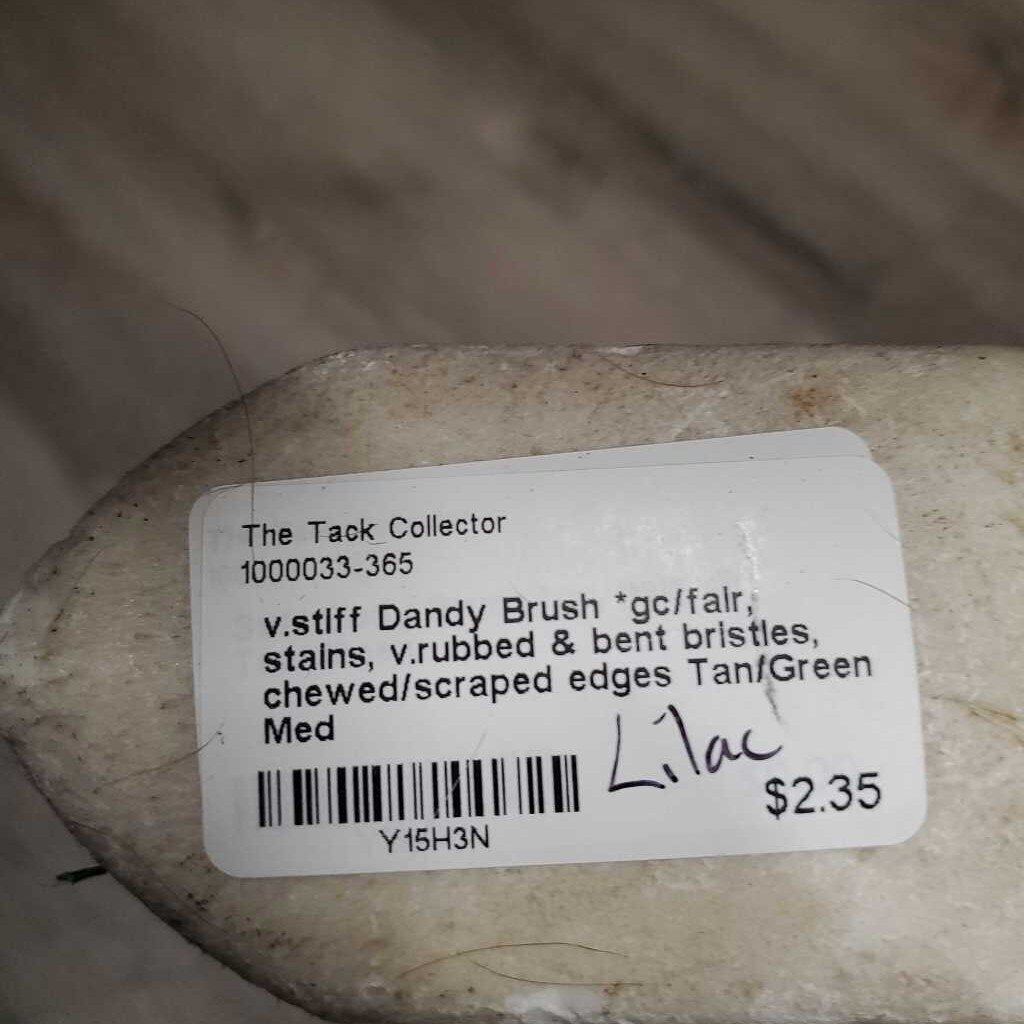 The Tack Collector
1000033-365
v.stiff Dandy Brush *gc/fair,
stains, v.rubbed & bent bristles,
chewed/scraped edges Tan/Green
Med
Lilac
$2.35
Y15H3N